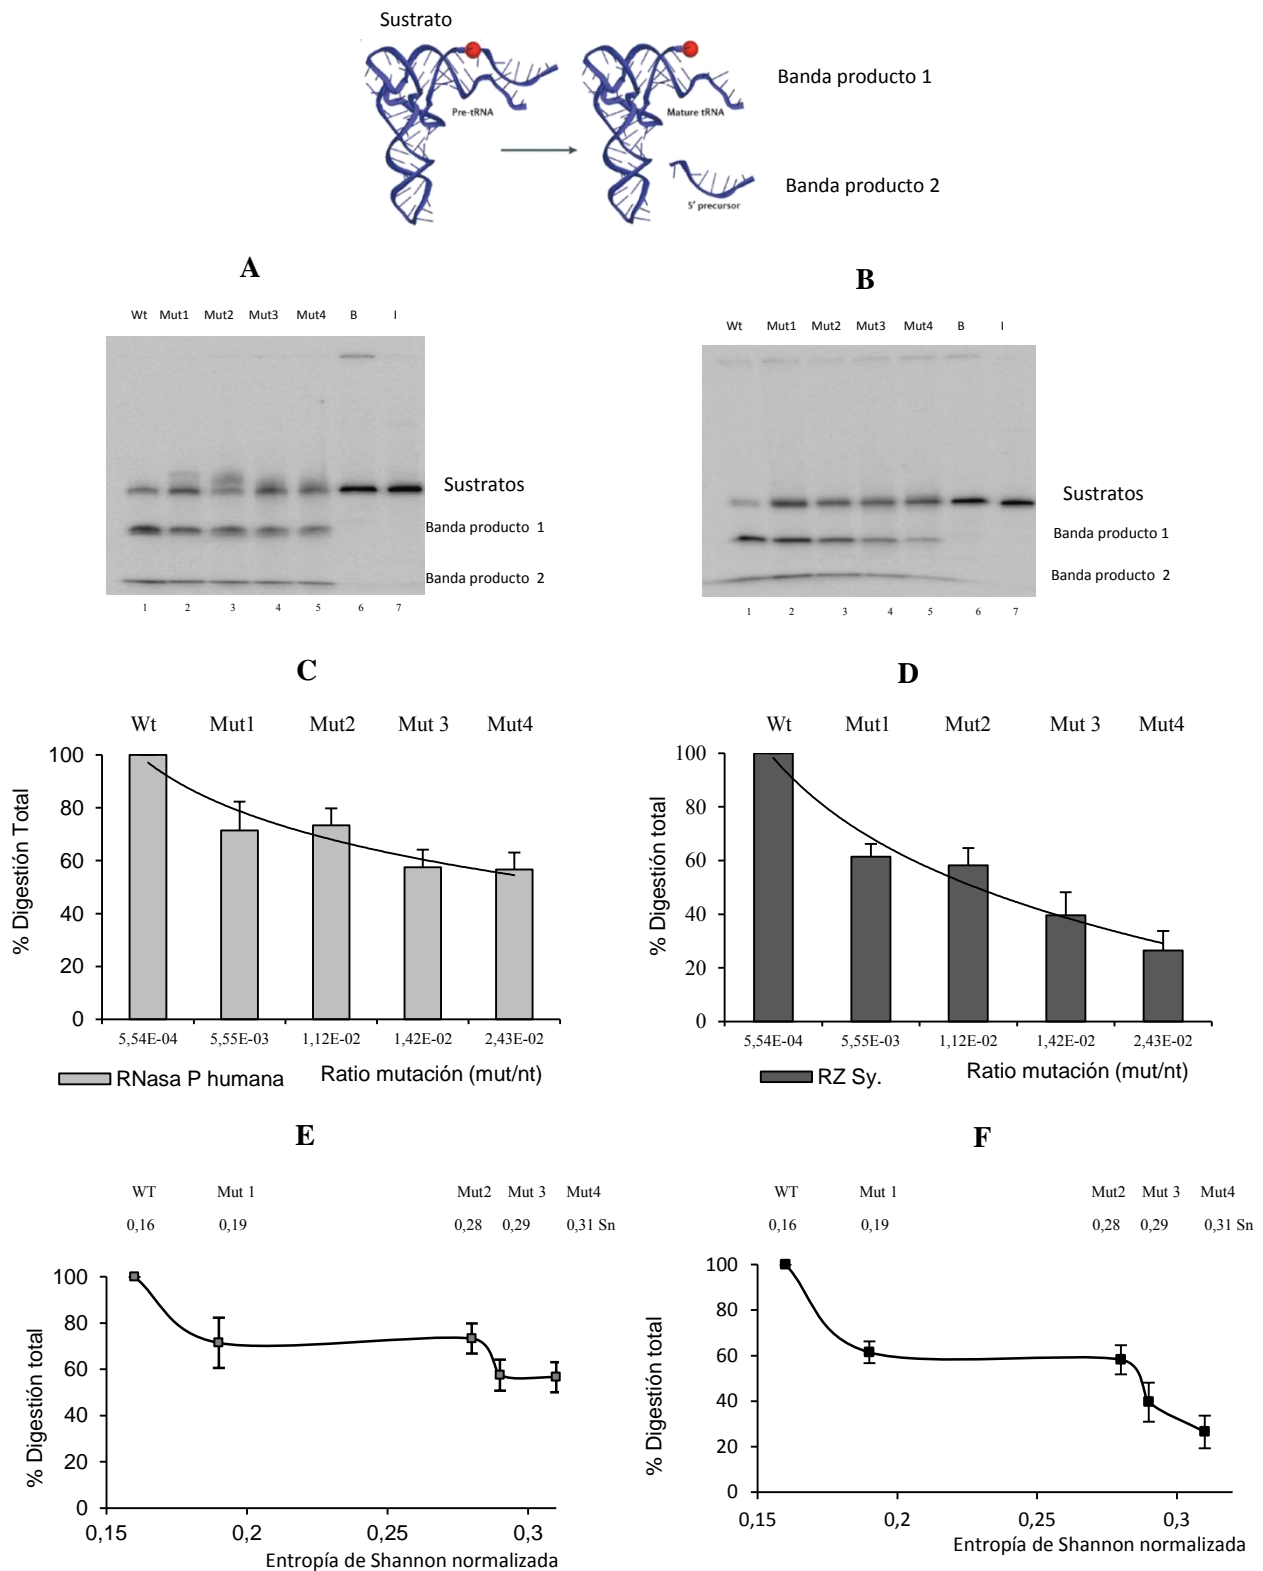 Sustrato
Pre-tRNA
Mature tRNA
5' precursor
Banda producto 1
Banda producto 2
A
Wt Mut1 Mut2 Mut3 Mut4 B I
Sustratos
Banda producto 1
Banda producto 2
1 2 3 4 5 6 7
B
Wt Mut1 Mut2 Mut3 Mut4 B I
Sustratos
Banda producto 1
Banda producto 2
1 2 3 4 5 6 7
C
Wt Mut1 Mut2 Mut 3 Mut4
% Digestión Total
100
80
60
40
20
0
5,54E-04 5,55E-03 1,12E-02 1,42E-02 2,43E-02
RNasa P humana
Ratio mutación (mut/nt)
D
Wt Mut1 Mut2 Mut 3 Mut4
% Digestión total
100
80
60
40
20
0
5,54E-04 5,55E-03 1,12E-02 1,42E-02 2,43E-02
RZ Sy.
Ratio mutación (mut/nt)
E
WT Mut 1 Mut2 Mut 3 Mut4
0,16 0,19 0,28 0,29 0,31 Sn
% Digestión total
100
80
60
40
20
0
0,15 0,2 0,25 0,3
Entropía de Shannon normalizada
F
WT Mut 1 Mut2 Mut 3 Mut4
0,16 0,19 0,28 0,29 0,31 Sn
% Digestión total
100
80
60
40
20
0
0,15 0,2 0,25 0,3
Entropía de Shannon normalizada